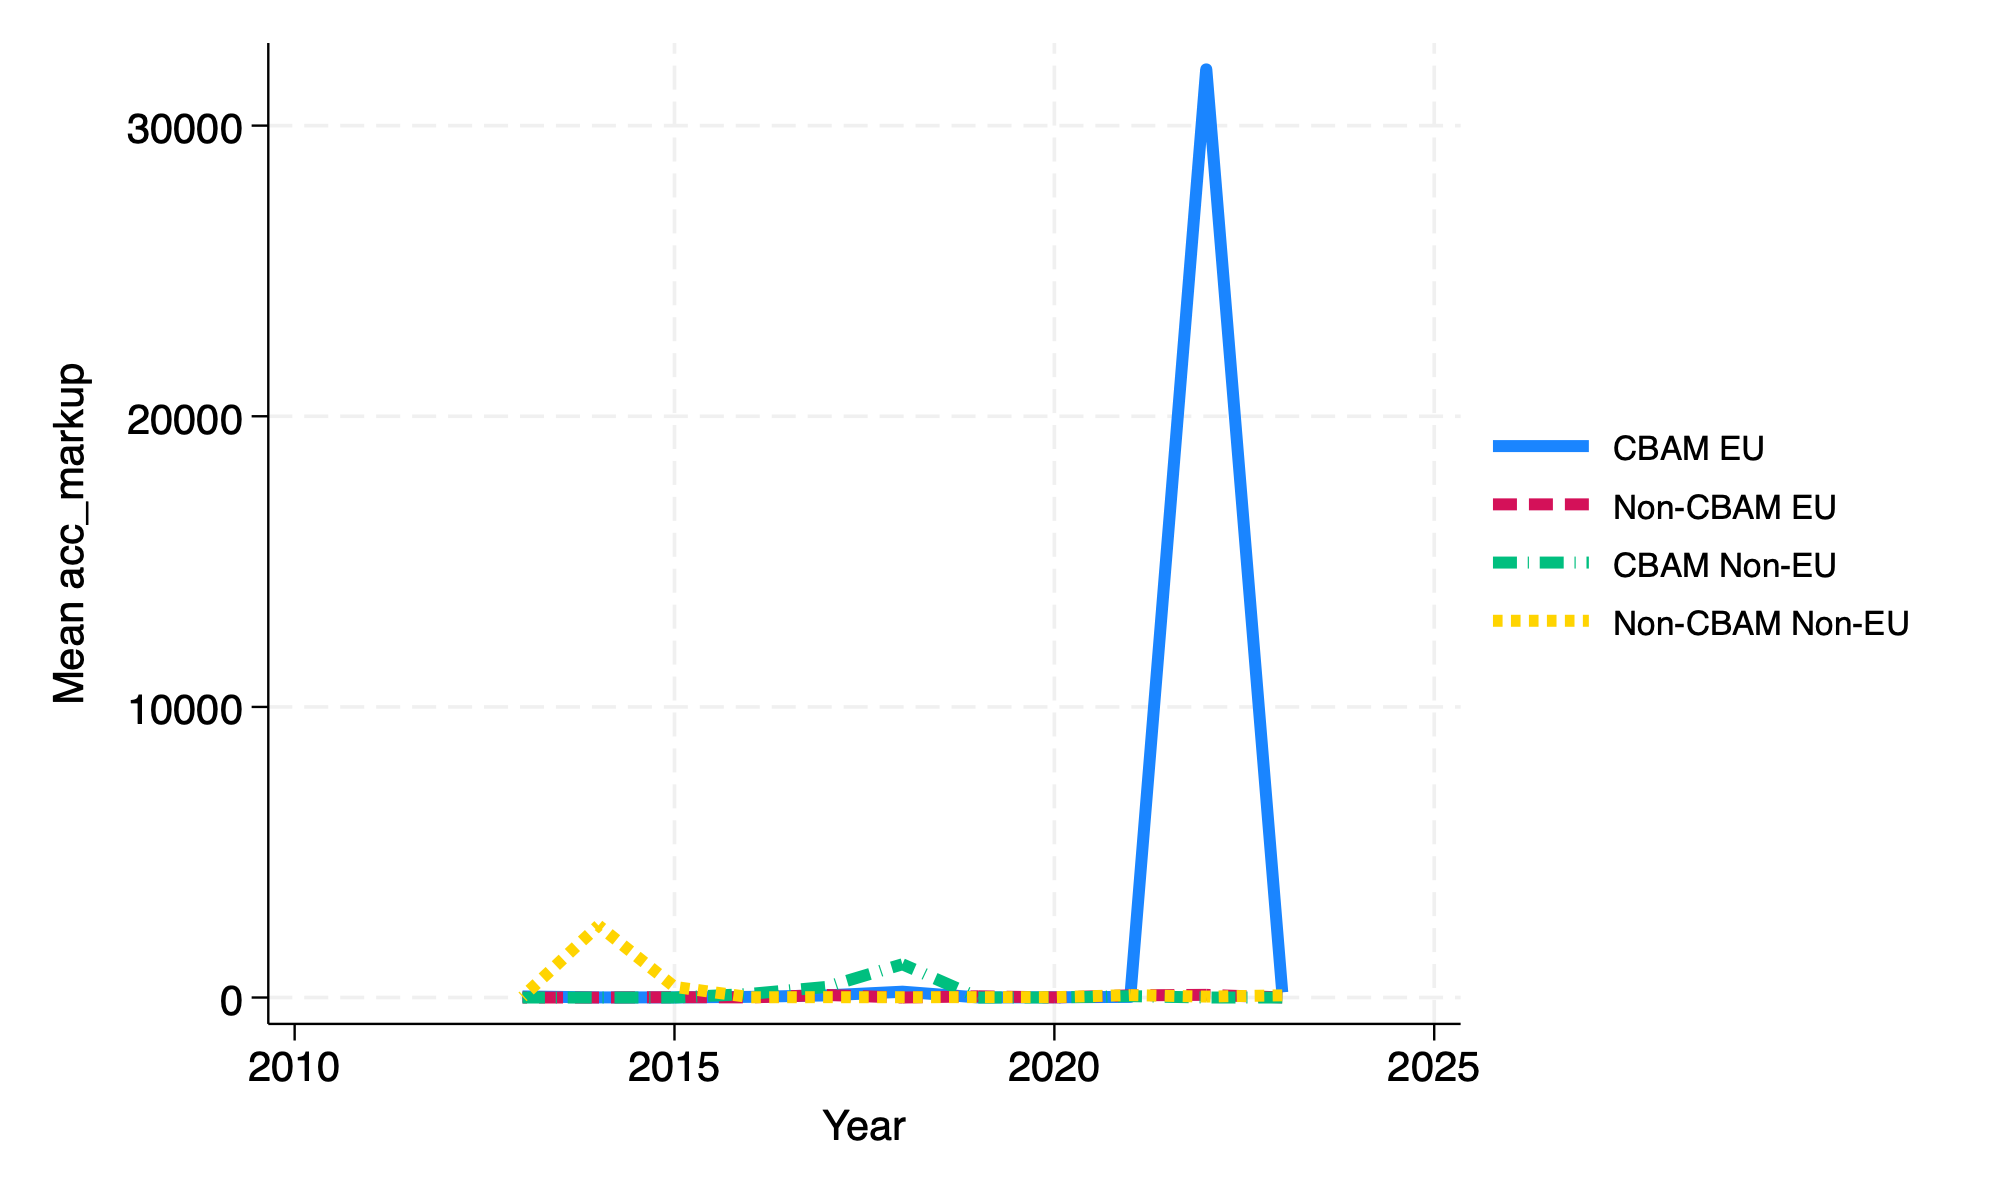 30000
20000
10000
0
Mean acc_markup
2010
2015
2020
2025
Year
CBAM EU
Non-CBAM EU
CBAM Non-EU
Non-CBAM Non-EU